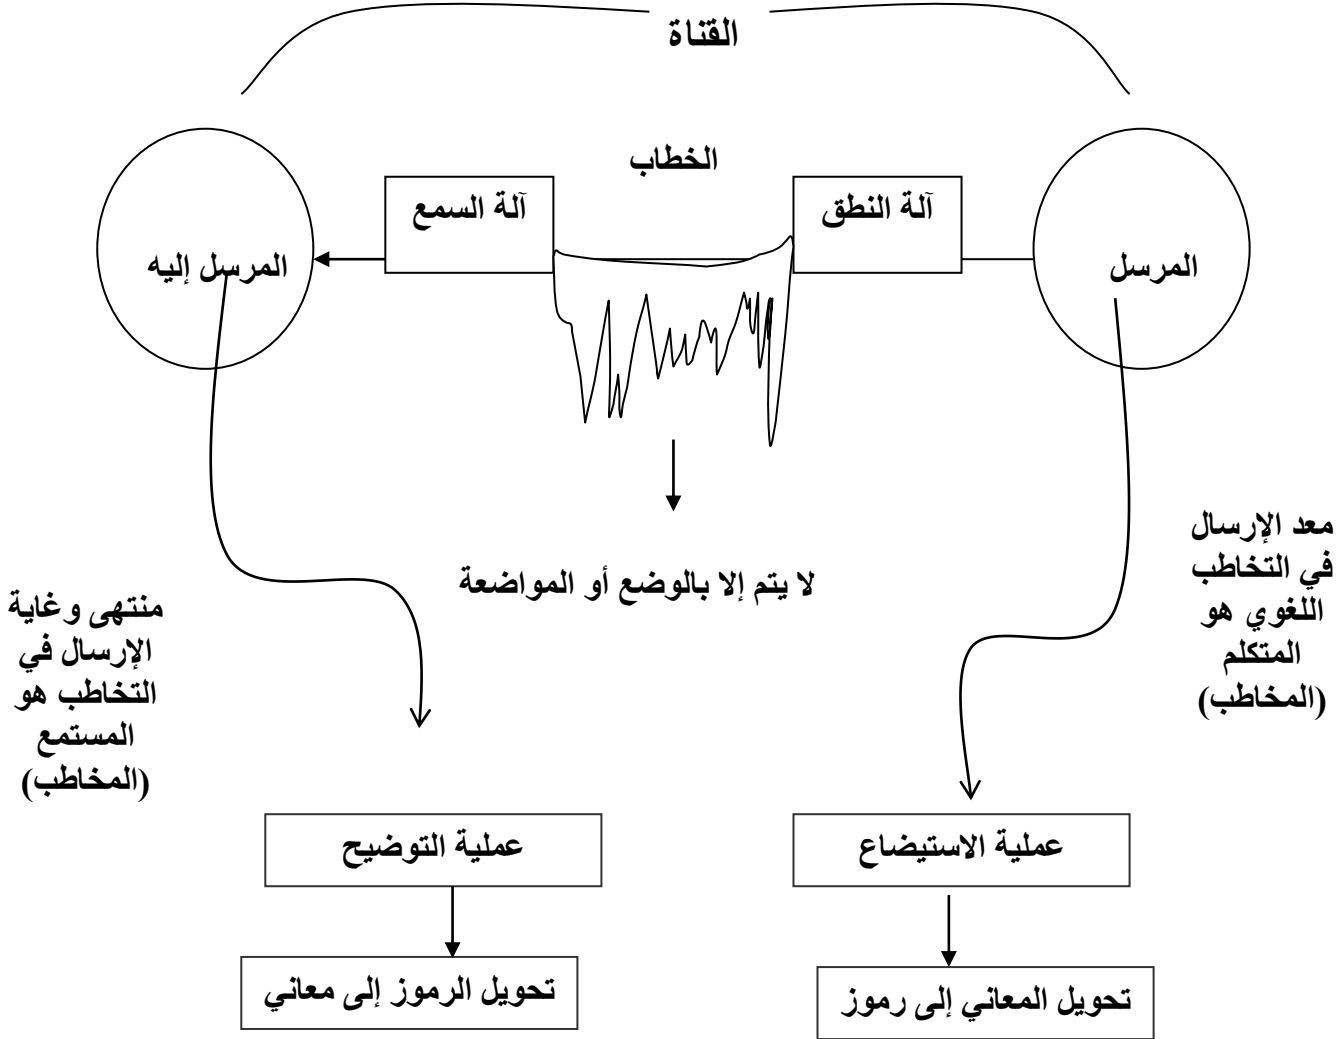 القناة
الخطاب
آلة النطق
آلة السمع
المرسل
المرسل إليه
معد الإرسال
في التخاطب
اللغوي هو
المتكلم
(المخاطب)
لا يتم إلا بالوضع أو المواضعة
منتهى وغاية
الإرسال في
التخاطب هو
المستمع
(المخاطب)
عملية الاستيضاع
عملية التوضيح
تحويل المعاني إلى رموز
تحويل الرموز إلى معاني